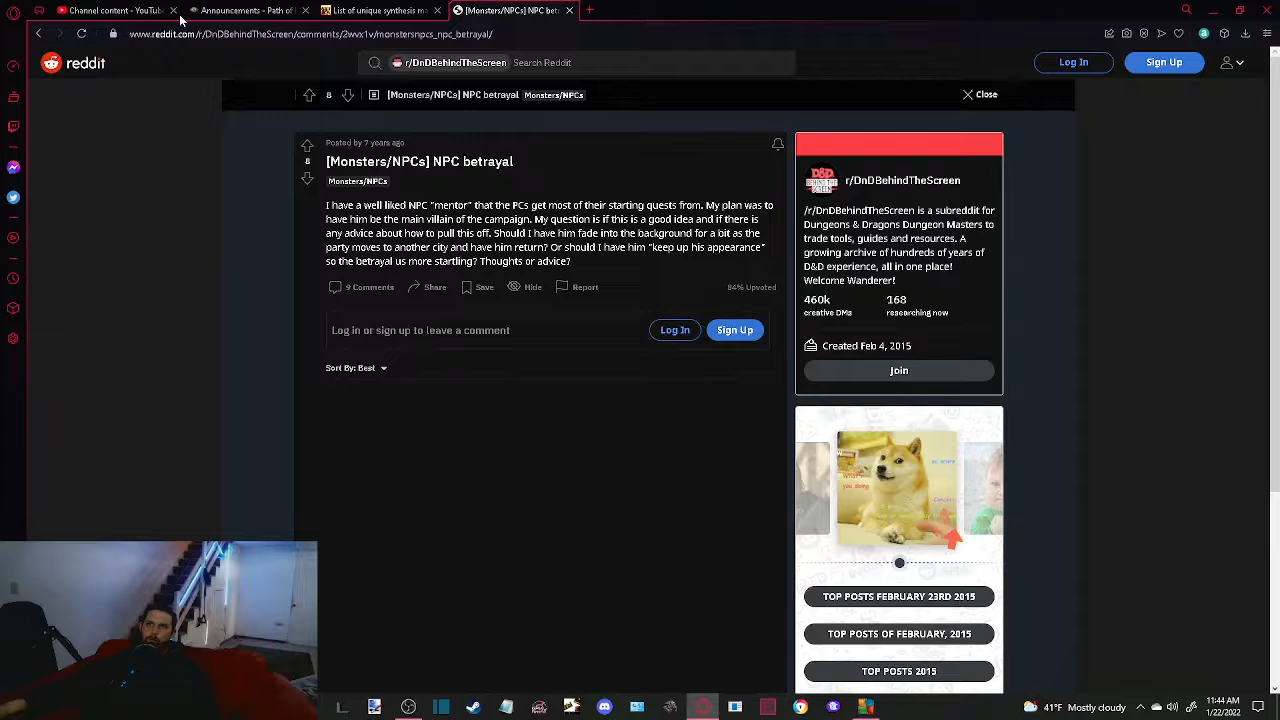 Channel content - YouTube
Announcements - Path of
List of unique synthesis ma
[Monsters/NPCs] NPC betr
www.reddit.com/r/DnDBehindTheScreen/comments/2wvx1v/monstersnpcs_npc_betrayal/
reddit
r/DnDBehindTheScreen Search Reddit
Log In
Sign Up
8
[Monsters/NPCs] NPC betrayal Monsters/NPCs
Close
Posted by 7 years ago
8
[Monsters/NPCs] NPC betrayal
Monsters/NPCs
I have a well liked NPC "mentor" that the PCs get most of their starting quests from. My plan was to
have him be the main villain of the campaign. My question is if this is a good idea and if there is
any advice about how to pull this off. Should I have him fade into the background for a bit as the
party moves to another city and have him return? Or should I have him "keep up his appearance"
so the betrayal us more startling? Thoughts or advice?
9 Comments
Share
Save
Hide
Report
84% Upvoted
Log in or sign up to leave a comment
Log In
Sign Up
Sort By: Best
D&D
BEHIND THE
SCREEN
r/DnDBehindTheScreen
/r/DnDBehindTheScreen is a subreddit for
Dungeons & Dragons Dungeon Masters to
trade tools, guides and resources. A
growing archive of hundreds of years of
D&D experience, all in one place!
Welcome Wanderer!
460k
creative DMs
168
researching now
Created Feb 4, 2015
Join
you doing
TOP POSTS FEBRUARY 23RD 2015
TOP POSTS OF FEBRUARY, 2015
TOP POSTS 2015
41°F Mostly cloudy
11:44 AM
1/22/2022